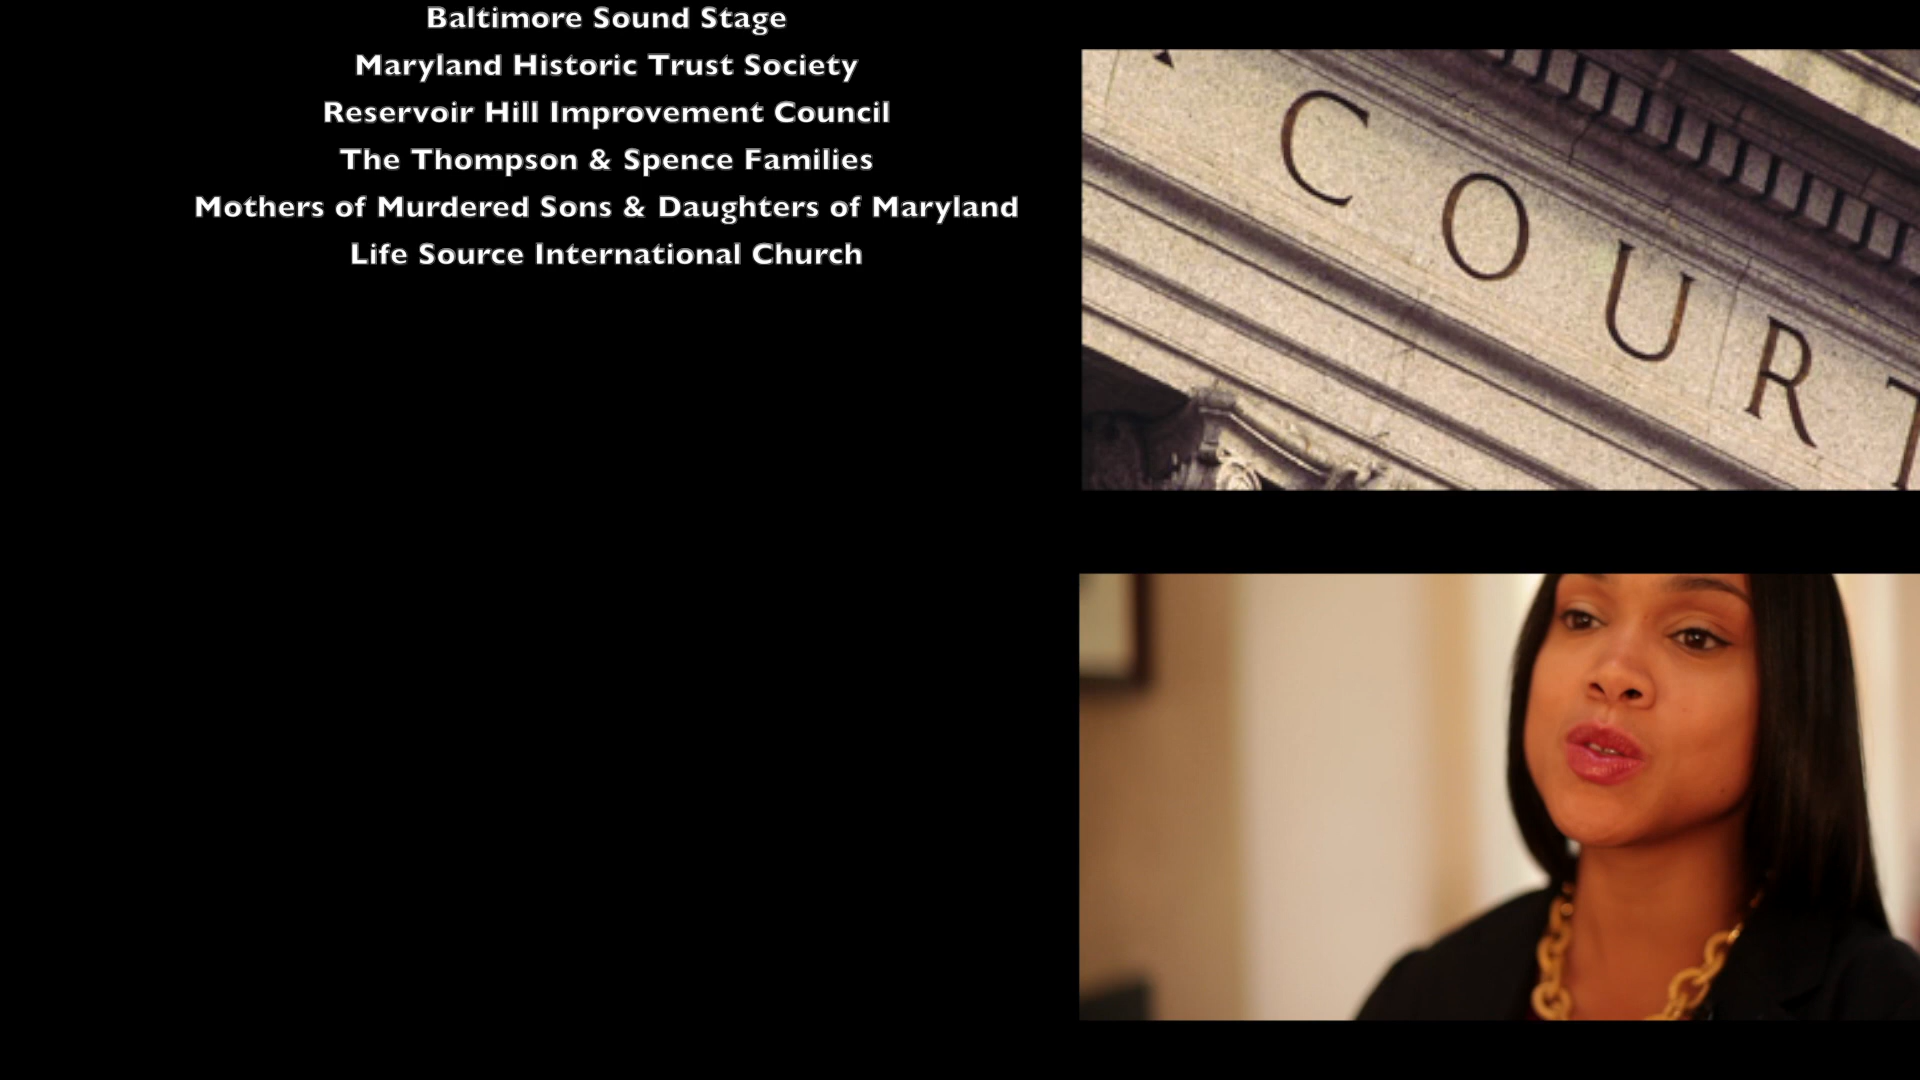 Baltimore Sound Stage
Maryland Historic Trust Society
Reservoir Hill Improvement Council
The Thompson & Spence Families
Mothers of Murdered Sons & Daughters of Maryland
Life Source International Church
COURT